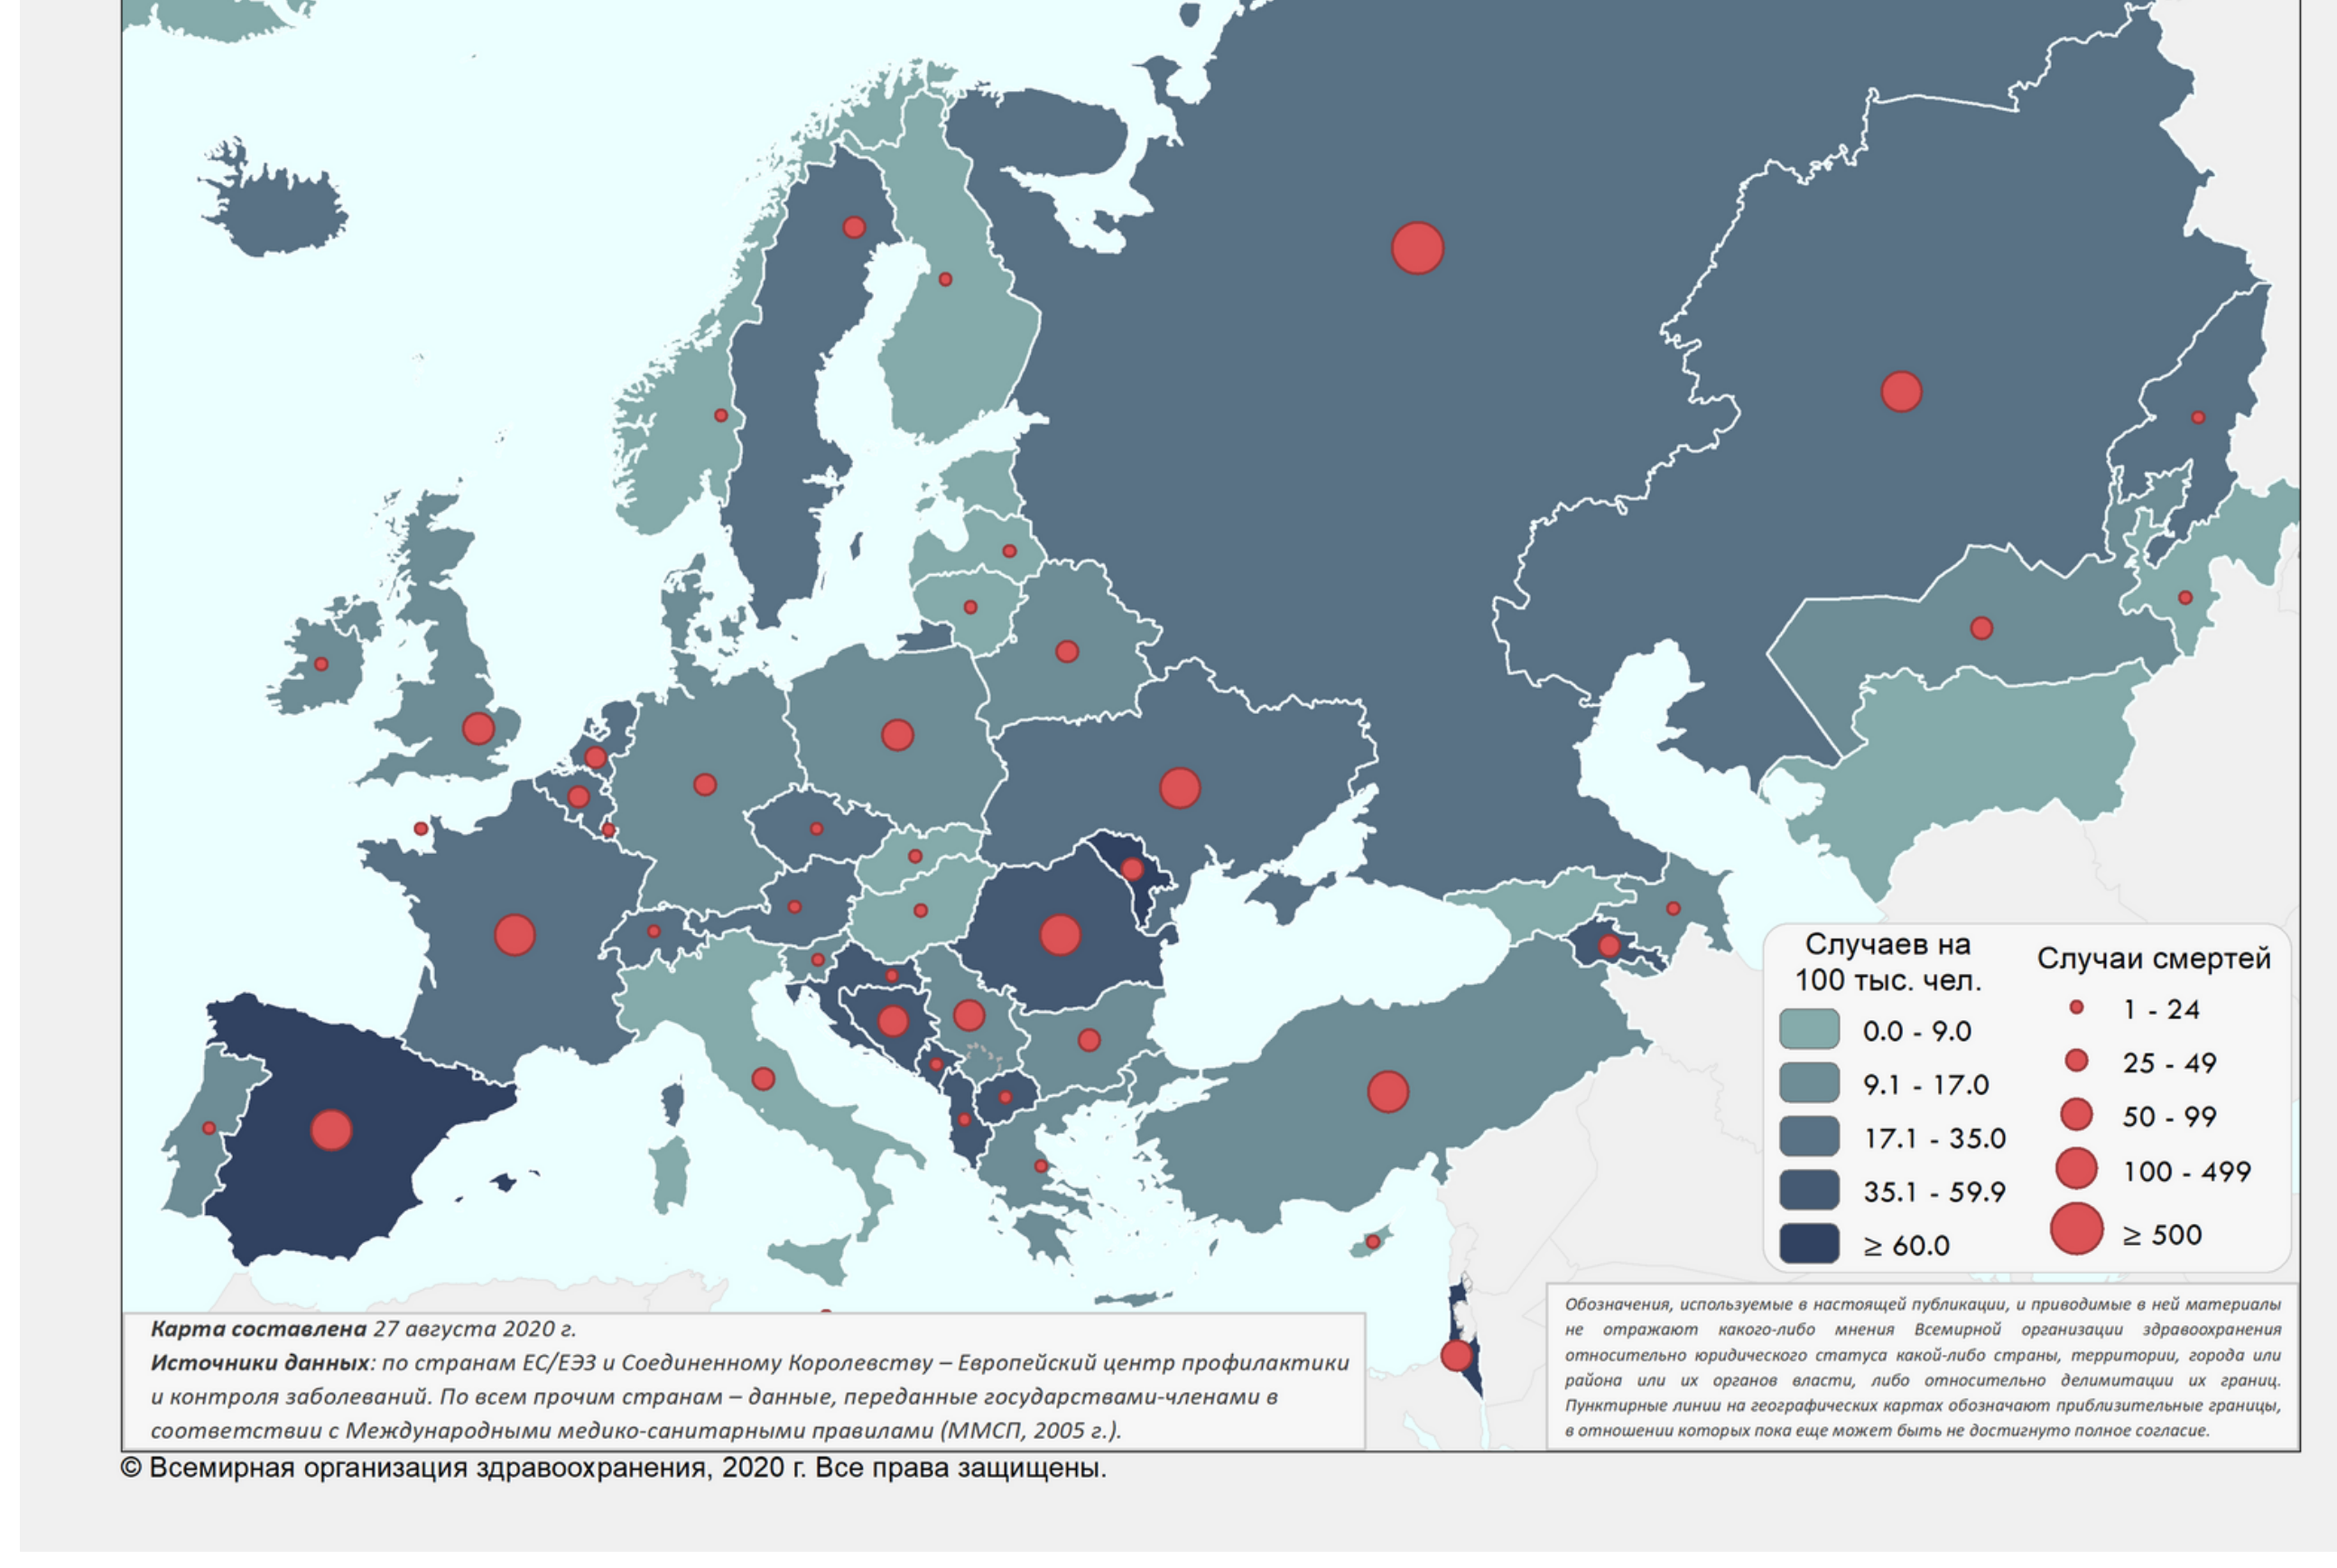 Случаев на
100 тыс. чел.
0.0 - 9.0
9.1 - 17.0
17.1 - 35.0
35.1 - 59.9
≥ 60.0
Случаи смертей
1 - 24
25 - 49
50 - 99
100 - 499
≥ 500
Карта составлена 27 августа 2020 г.
Источники данных: по странам ЕС/ЕЭЗ и Соединенному Королевству – Европейский центр профилактики
и контроля заболеваний. По всем прочим странам – данные, переданные государствами-членами в
соответствии с Международными медико-санитарными правилами (ММСП, 2005 г.).
Обозначения, используемые в настоящей публикации, и приводимые в ней материалы
не отражают какого-либо мнения Всемирной организации здравоохранения
относительно юридического статуса какой-либо страны, территории, города или
района или их органов власти, либо относительно делимитации их границ.
Пунктирные линии на географических картах обозначают приблизительные границы,
в отношении которых пока еще может быть не достигнуто полное согласие.
© Всемирная организация здравоохранения, 2020 г. Все права защищены.